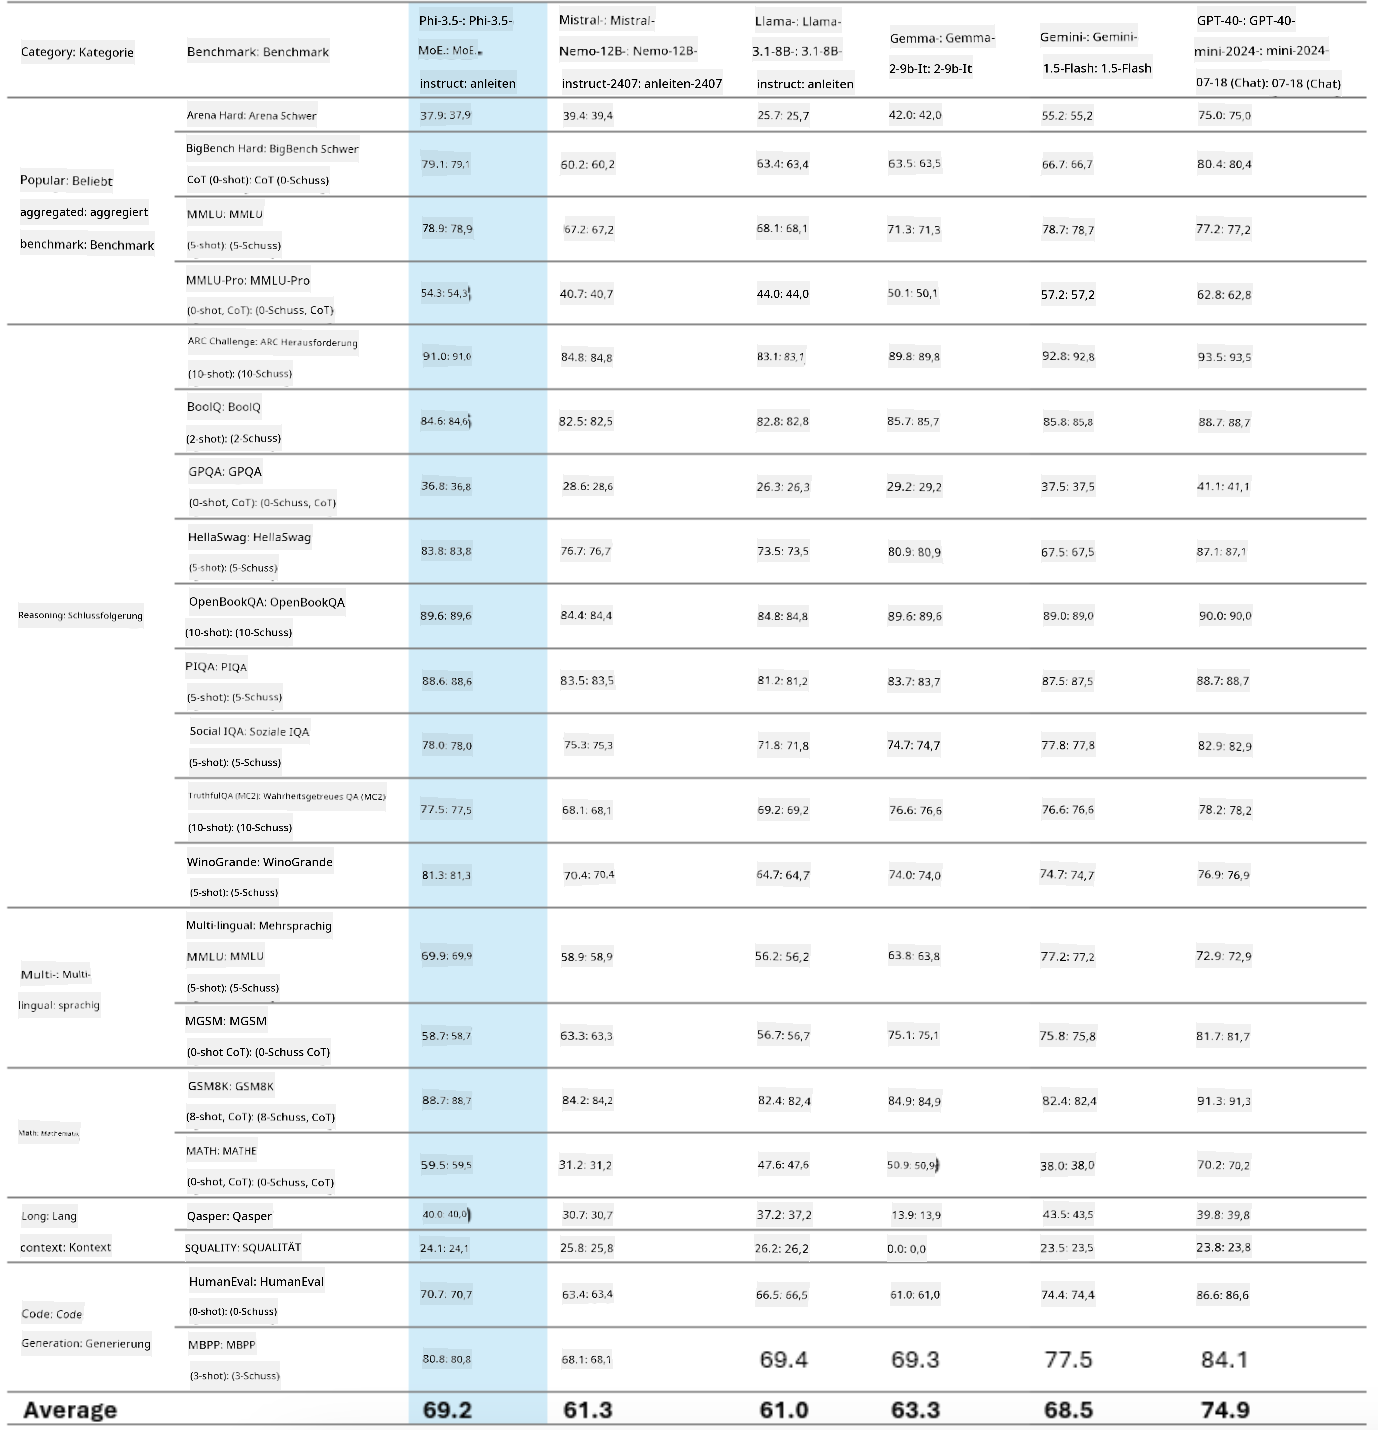 Category: Kategorie
Benchmark: Benchmark
Phi-3.5-: Phi-3.5-
MoE.: MoE.
instruct: anleiten
Mistral-: Mistral-
Nemo-12B-: Nemo-12B-
instruct-2407: anleiten-2407
Llama-: Llama-
3.1-8B-: 3.1-8B-
instruct: anleiten
Gemma-: Gemma-
2-9b-It: 2-9b-It
Gemini-: Gemini-
1.5-Flash: 1.5-Flash
GPT-40-: GPT-40-
mini-2024-: mini-2024-
07-18 (Chat): 07-18 (Chat)
Popular: Beliebt
aggregated: aggregiert
benchmark: Benchmark
Arena Hard: Arena Schwer
37.9: 37,9
39.4: 39,4
25.7: 25,7
42.0: 42,0
55.2: 55,2
75.0: 75,0
BigBench Hard: BigBench Schwer
CoT (0-shot): CoT (0-Schuss)
79.1: 79,1
60.2: 60,2
63.4: 63,4
63.5: 63,5
66.7: 66,7
80.4: 80,4
MMLU: MMLU
(5-shot): (5-Schuss)
78.9: 78,9
67.2: 67,2
68.1: 68,1
71.3: 71,3
78.7: 78,7
77.2: 77,2
MMLU-Pro: MMLU-Pro
(0-shot, CoT): (0-Schuss, CoT)
54.3: 54,3
40.7: 40,7
44.0: 44,0
50.1: 50,1
57.2: 57,2
62.8: 62,8
Reasoning: Schlussfolgerung
ARC Challenge: ARC Herausforderung
(10-shot): (10-Schuss)
91.0: 91,0
84.8: 84,8
83.1: 83,1
89.8: 89,8
92.8: 92,8
93.5: 93,5
BoolQ: BoolQ
(2-shot): (2-Schuss)
84.6: 84,6
82.5: 82,5
82.8: 82,8
85.7: 85,7
85.8: 85,8
88.7: 88,7
GPQA: GPQA
(0-shot, CoT): (0-Schuss, CoT)
36.8: 36,8
28.6: 28,6
26.3: 26,3
29.2: 29,2
37.5: 37,5
41.1: 41,1
HellaSwag: HellaSwag
(5-shot): (5-Schuss)
83.8: 83,8
76.7: 76,7
73.5: 73,5
80.9: 80,9
67.5: 67,5
87.1: 87,1
OpenBookQA: OpenBookQA
(10-shot): (10-Schuss)
89.6: 89,6
84.4: 84,4
84.8: 84,8
89.6: 89,6
89.0: 89,0
90.0: 90,0
PIQA: PIQA
(5-shot): (5-Schuss)
88.6: 88,6
83.5: 83,5
81.2: 81,2
83.7: 83,7
87.5: 87,5
88.7: 88,7
Social IQA: Soziale IQA
(5-shot): (5-Schuss)
78.0: 78,0
75.3: 75,3
71.8: 71,8
74.7: 74,7
77.8: 77,8
82.9: 82,9
TruthfulQA (MC2): Wahrheitsgetreues QA (MC2)
(10-shot): (10-Schuss)
77.5: 77,5
68.1: 68,1
69.2: 69,2
76.6: 76,6
76.6: 76,6
78.2: 78,2
WinoGrande: WinoGrande
(5-shot): (5-Schuss)
81.3: 81,3
70.4: 70,4
64.7: 64,7
74.0: 74,0
74.7: 74,7
76.9: 76,9
Multi-: Multi-
lingual: sprachig
Multi-lingual: Mehrsprachig
MMLU: MMLU
(5-shot): (5-Schuss)
69.9: 69,9
58.9: 58,9
56.2: 56,2
63.8: 63,8
77.2: 77,2
72.9: 72,9
MGSM: MGSM
(0-shot CoT): (0-Schuss CoT)
58.7: 58,7
63.3: 63,3
56.7: 56,7
75.1: 75,1
75.8: 75,8
81.7: 81,7
Math: Mathematik
GSM8K: GSM8K
(8-shot, CoT): (8-Schuss, CoT)
88.7: 88,7
84.2: 84,2
82.4: 82,4
84.9: 84,9
82.4: 82,4
91.3: 91,3
MATH: MATHE
(0-shot, CoT): (0-Schuss, CoT)
59.5: 59,5
31.2: 31,2
47.6: 47,6
50.9: 50,9
38.0: 38,0
70.2: 70,2
Long: Lang
context: Kontext
Qasper: Qasper
40.0: 40,0
30.7: 30,7
37.2: 37,2
13.9: 13,9
43.5: 43,5
39.8: 39,8
SQUALITY: SQUALITÄT
24.1: 24,1
25.8: 25,8
26.2: 26,2
0.0: 0,0
23.5: 23,5
23.8: 23,8
Code: Code
Generation: Generierung
HumanEval: HumanEval
(0-shot): (0-Schuss)
70.7: 70,7
63.4: 63,4
66.5: 66,5
61.0: 61,0
74.4: 74,4
86.6: 86,6
MBPP: MBPP
(3-shot): (3-Schuss)
80.8: 80,8
68.1: 68,1
69.4
69.3
77.5
84.1
Average
69.2
61.3
61.0
63.3
68.5
74.9